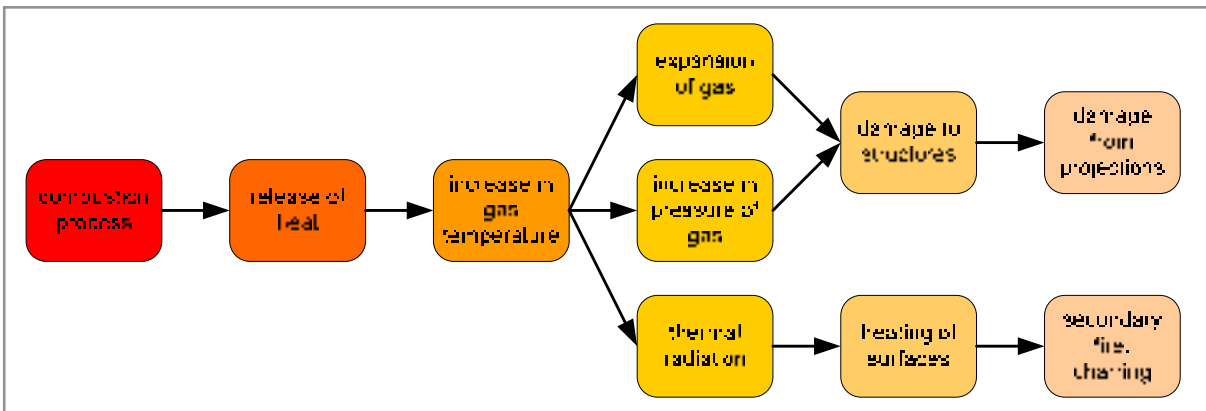 combustion
process
release of
heat
increase in
gas
temperature
expansion
of gas
increase in
pressure of
gas
thermal
radiation
damage to
structures
heating of
surfaces
damage
from
projections
secondary
fire,
charring